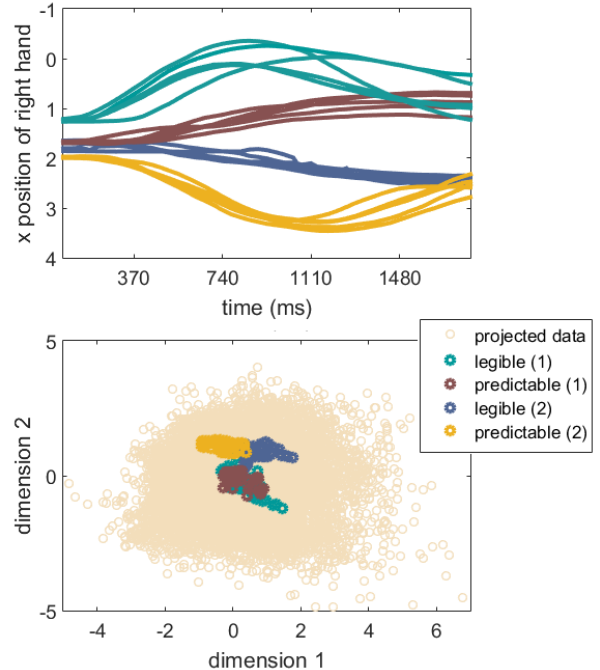 -1
0
1
2
3
4
x position of right hand
370 740 1110 1480
time (ms)
projected data
legible (1)
predictable (1)
legible (2)
predictable (2)
5
0
-5
dimension 2
-4 -2 0 2 4 6
dimension 1